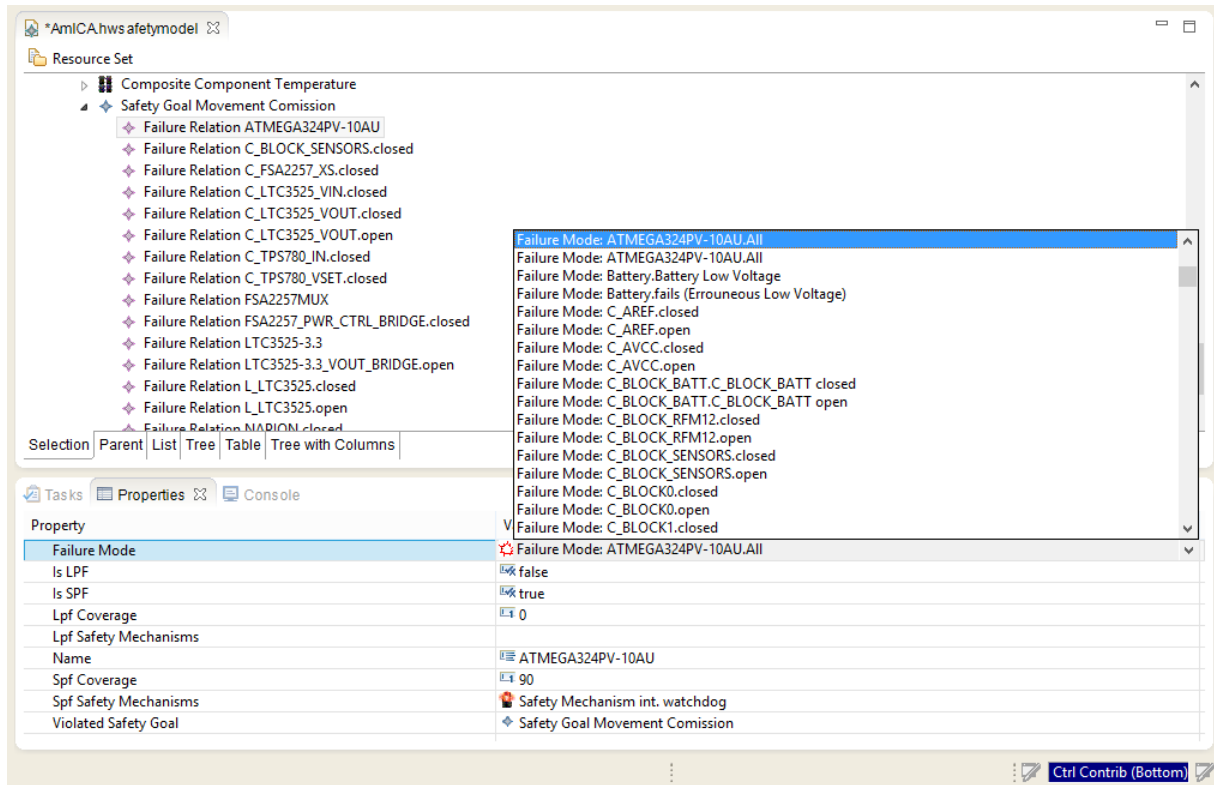 *AmICA.hwsafetymodel
Resource Set
Composite Component Temperature
Safety Goal Movement Comission
Failure Relation ATMEGA324PV-10AU
Failure Relation C_BLOCK_SENSORS.closed
Failure Relation C_FSA2257_XS.closed
Failure Relation C_LTC3525_VIN.closed
Failure Relation C_LTC3525_VOUT.closed
Failure Relation C_LTC3525_VOUT.open
Failure Relation C_TPS780_IN.closed
Failure Relation C_TPS780_VSET.closed
Failure Relation FSA2257MUX
Failure Relation FSA2257_PWR_CTRL_BRIDGE.closed
Failure Relation LTC3525-3.3
Failure Relation LTC3525-3.3_VOUT_BRIDGE.open
Failure Relation L_LTC3525.closed
Failure Relation L_LTC3525.open
Failure Relation NAPION.closed
Failure Mode: ATMEGA324PV-10AU.All
Failure Mode: ATMEGA324PV-10AU.All
Failure Mode: Battery.Battery Low Voltage
Failure Mode: Battery.fails (Errouneous Low Voltage)
Failure Mode: C_AREF.closed
Failure Mode: C_AREF.open
Failure Mode: C_AVCC.closed
Failure Mode: C_AVCC.open
Failure Mode: C_BLOCK_BATT.C_BLOCK_BATT closed
Failure Mode: C_BLOCK_BATT.C_BLOCK_BATT open
Failure Mode: C_BLOCK_RFM12.closed
Failure Mode: C_BLOCK_RFM12.open
Failure Mode: C_BLOCK_SENSORS.closed
Failure Mode: C_BLOCK_SENSORS.open
Failure Mode: C_BLOCK0.closed
Failure Mode: C_BLOCK0.open
Failure Mode: C_BLOCK1.closed
Selection Parent List Tree Table Tree with Columns
Tasks Properties Console
Property V
Failure Mode Failure Mode: ATMEGA324PV-10AU.All
Is LPF false
Is SPF true
Lpf Coverage 0
Lpf Safety Mechanisms
Name ATMEGA324PV-10AU
Spf Coverage 90
Spf Safety Mechanisms Safety Mechanism int. watchdog
Violated Safety Goal Safety Goal Movement Comission
Ctrl Contrib (Bottom)